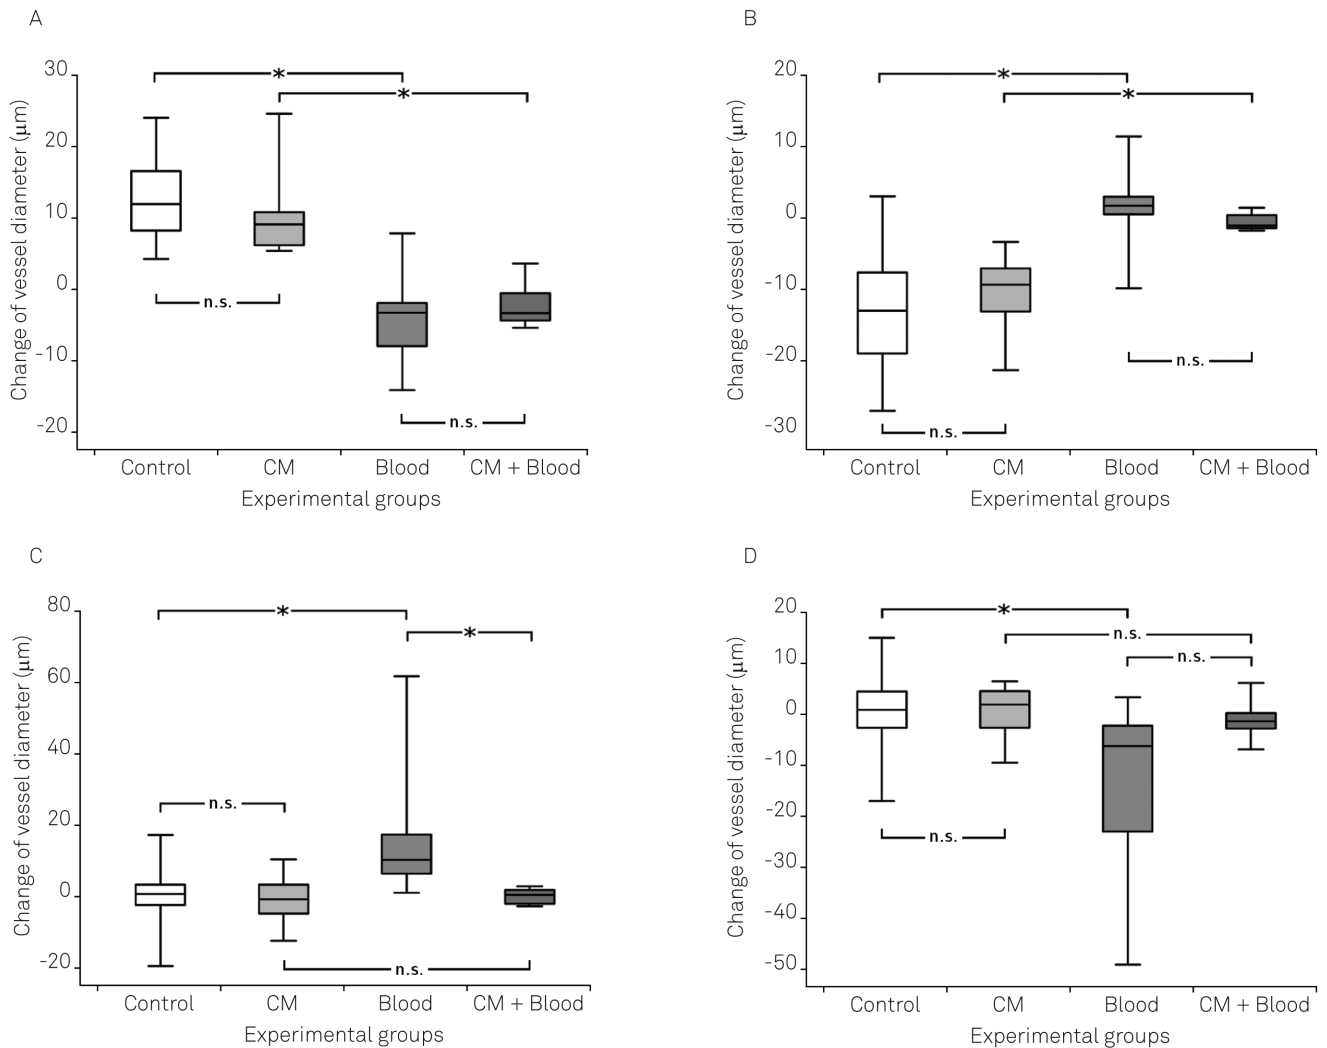 A
Change of vessel diameter (μm)
30
20
10
0
-10
-20
*
*
n.s.
n.s.
Control
CM
Blood
CM + Blood
Experimental groups
B
Change of vessel diameter (μm)
20
10
0
-10
-20
-30
*
*
n.s.
n.s.
Control
CM
Blood
CM + Blood
Experimental groups
C
Change of vessel diameter (μm)
80
60
40
20
0
-20
*
*
n.s.
n.s.
Control
CM
Blood
CM + Blood
Experimental groups
D
Change of vessel diameter (μm)
20
10
0
-10
-20
-30
-40
-50
*
n.s.
n.s.
n.s.
Control
CM
Blood
CM + Blood
Experimental groups